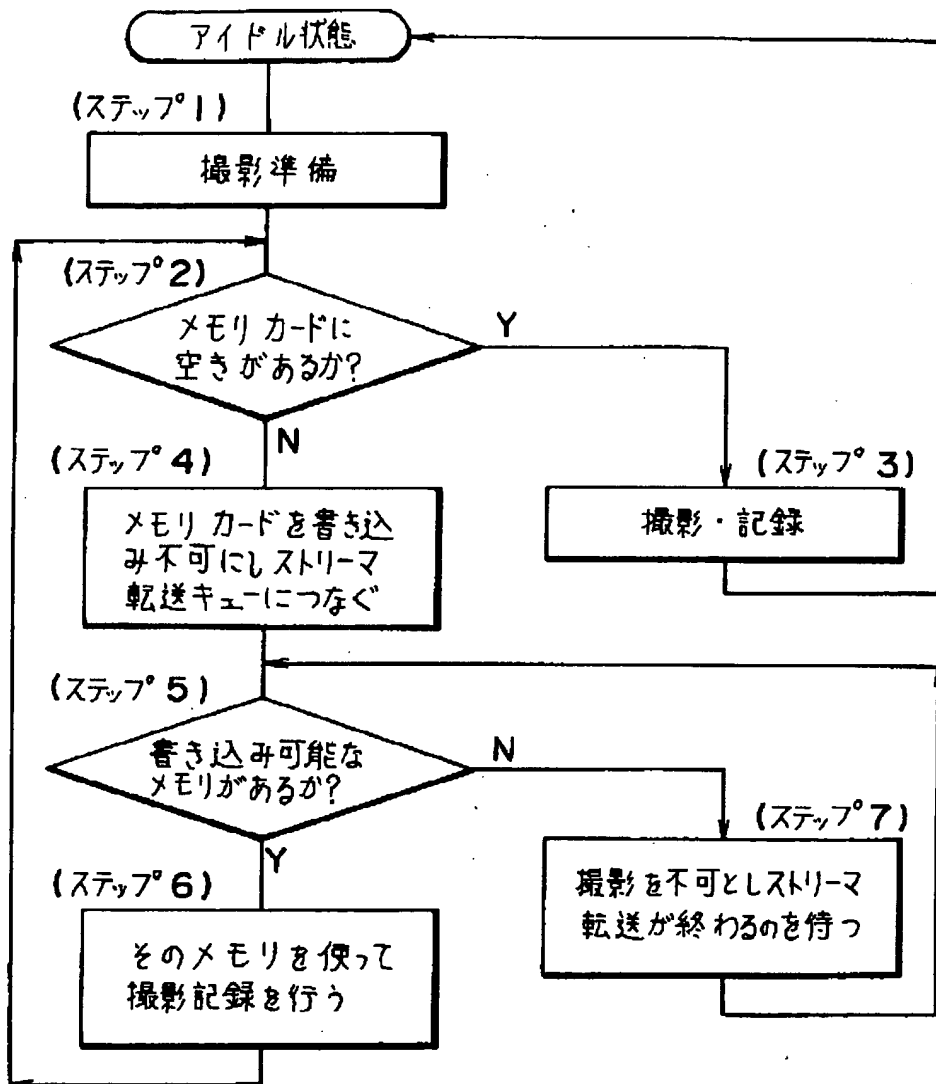 アイドル状態
(ステップ1)
撮影準備
(ステップ2)
メモリカードに
空きがあるか?
Y
N
(ステップ3)
撮影・記録
(ステップ4)
メモリカードを書き込
み不可にしストリーマ
転送キューにつなぐ
(ステップ5)
書き込み可能な
メモリがあるか?
N
Y
(ステップ7)
撮影を不可としストリーマ
転送が終わるのを待つ
(ステップ6)
そのメモリを使って
撮影記録を行う